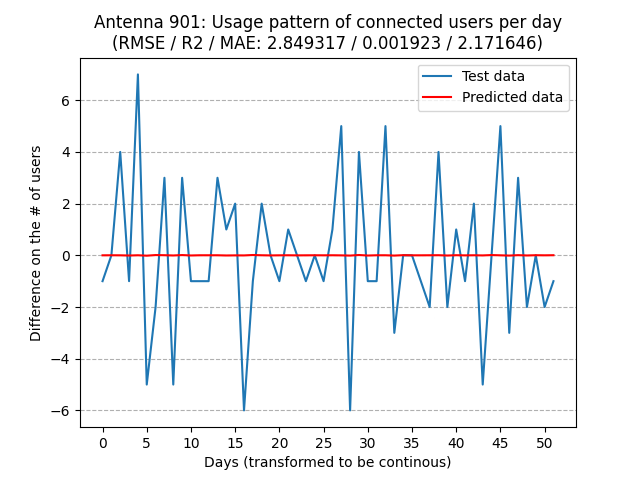 Antenna 901: Usage pattern of connected users per day
(RMSE / R2 / MAE: 2.849317 / 0.001923 / 2.171646)
Test data
Predicted data
Difference on the # of users
6
4
2
0
−2
−4
−6
0 5 10 15 20 25 30 35 40 45 50
Days (transformed to be continous)